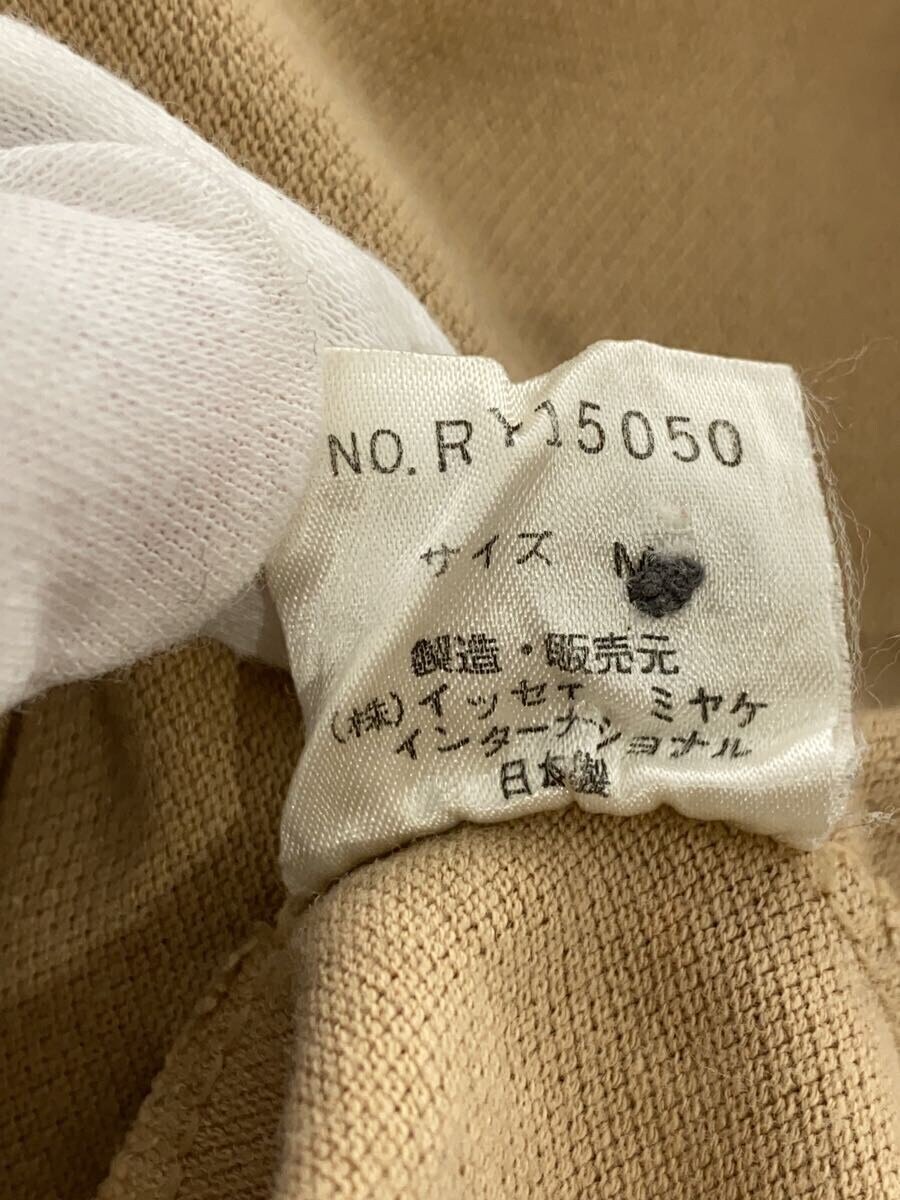 NO.RY15050
サイズ M
製造・販売元
(株)イッセイ ミヤケ
インターナショナル
日本製